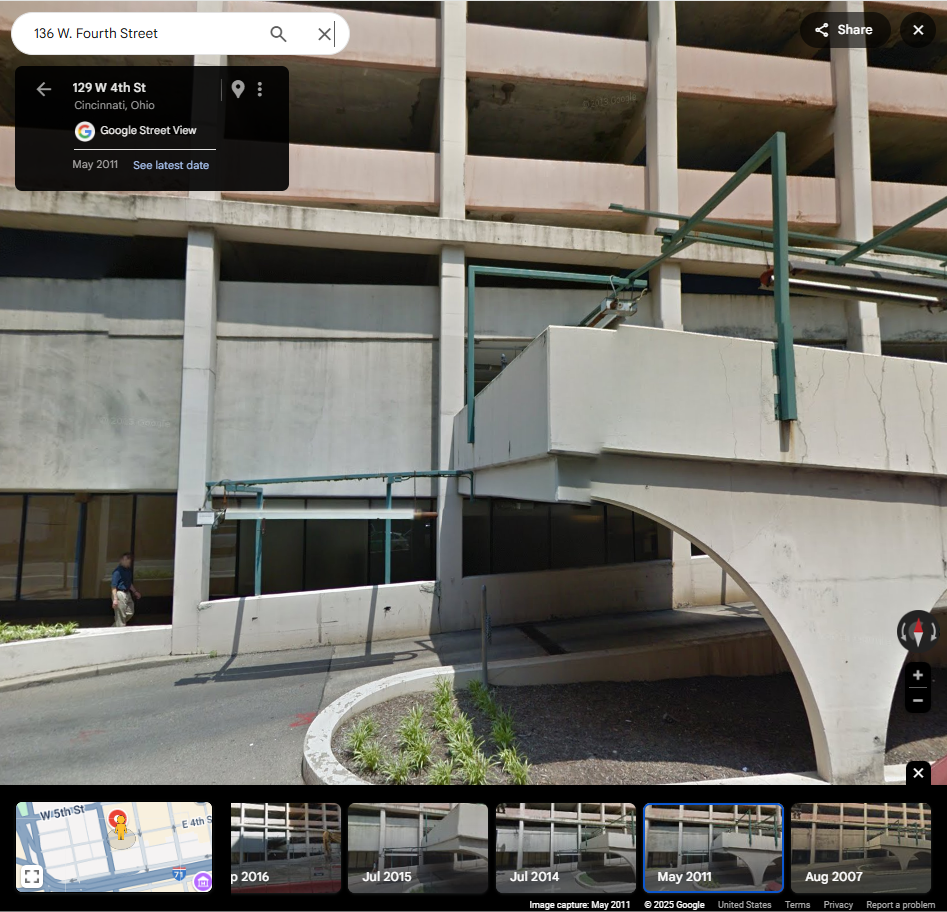 136 W. Fourth Street
Share
129 W 4th St
Cincinnati, Ohio
Google Street View
May 2011 See latest date
© 2025 Google
W 5th St
E 4th S
71
p 2016
Jul 2015
Jul 2014
May 2011
Aug 2007
Image capture: May 2011 © 2025 Google United States Terms Privacy Report a problem